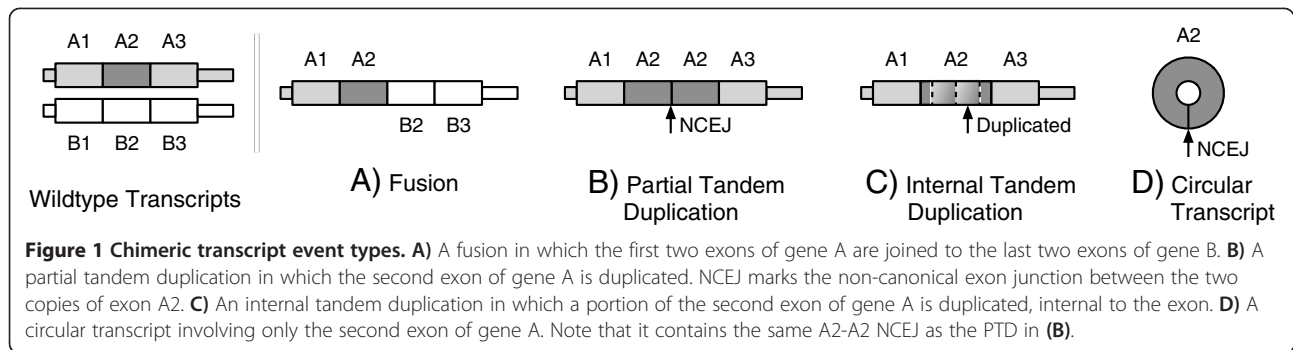 A1 A2 A3
B1 B2 B3
Wildtype Transcripts
A1 A2
B2 B3
A) Fusion
A1 A2 A2 A3
NCEJ
B) Partial Tandem
Duplication
A1 A2 A3
Duplicated
C) Internal Tandem
Duplication
A2
NCEJ
D) Circular
Transcript
Figure 1 Chimeric transcript event types. A) A fusion in which the first two exons of gene A are joined to the last two exons of gene B. B) A
partial tandem duplication in which the second exon of gene A is duplicated. NCEJ marks the non-canonical exon junction between the two
copies of exon A2. C) An internal tandem duplication in which a portion of the second exon of gene A is duplicated, internal to the exon. D) A
circular transcript involving only the second exon of gene A. Note that it contains the same A2-A2 NCEJ as the PTD in (B).